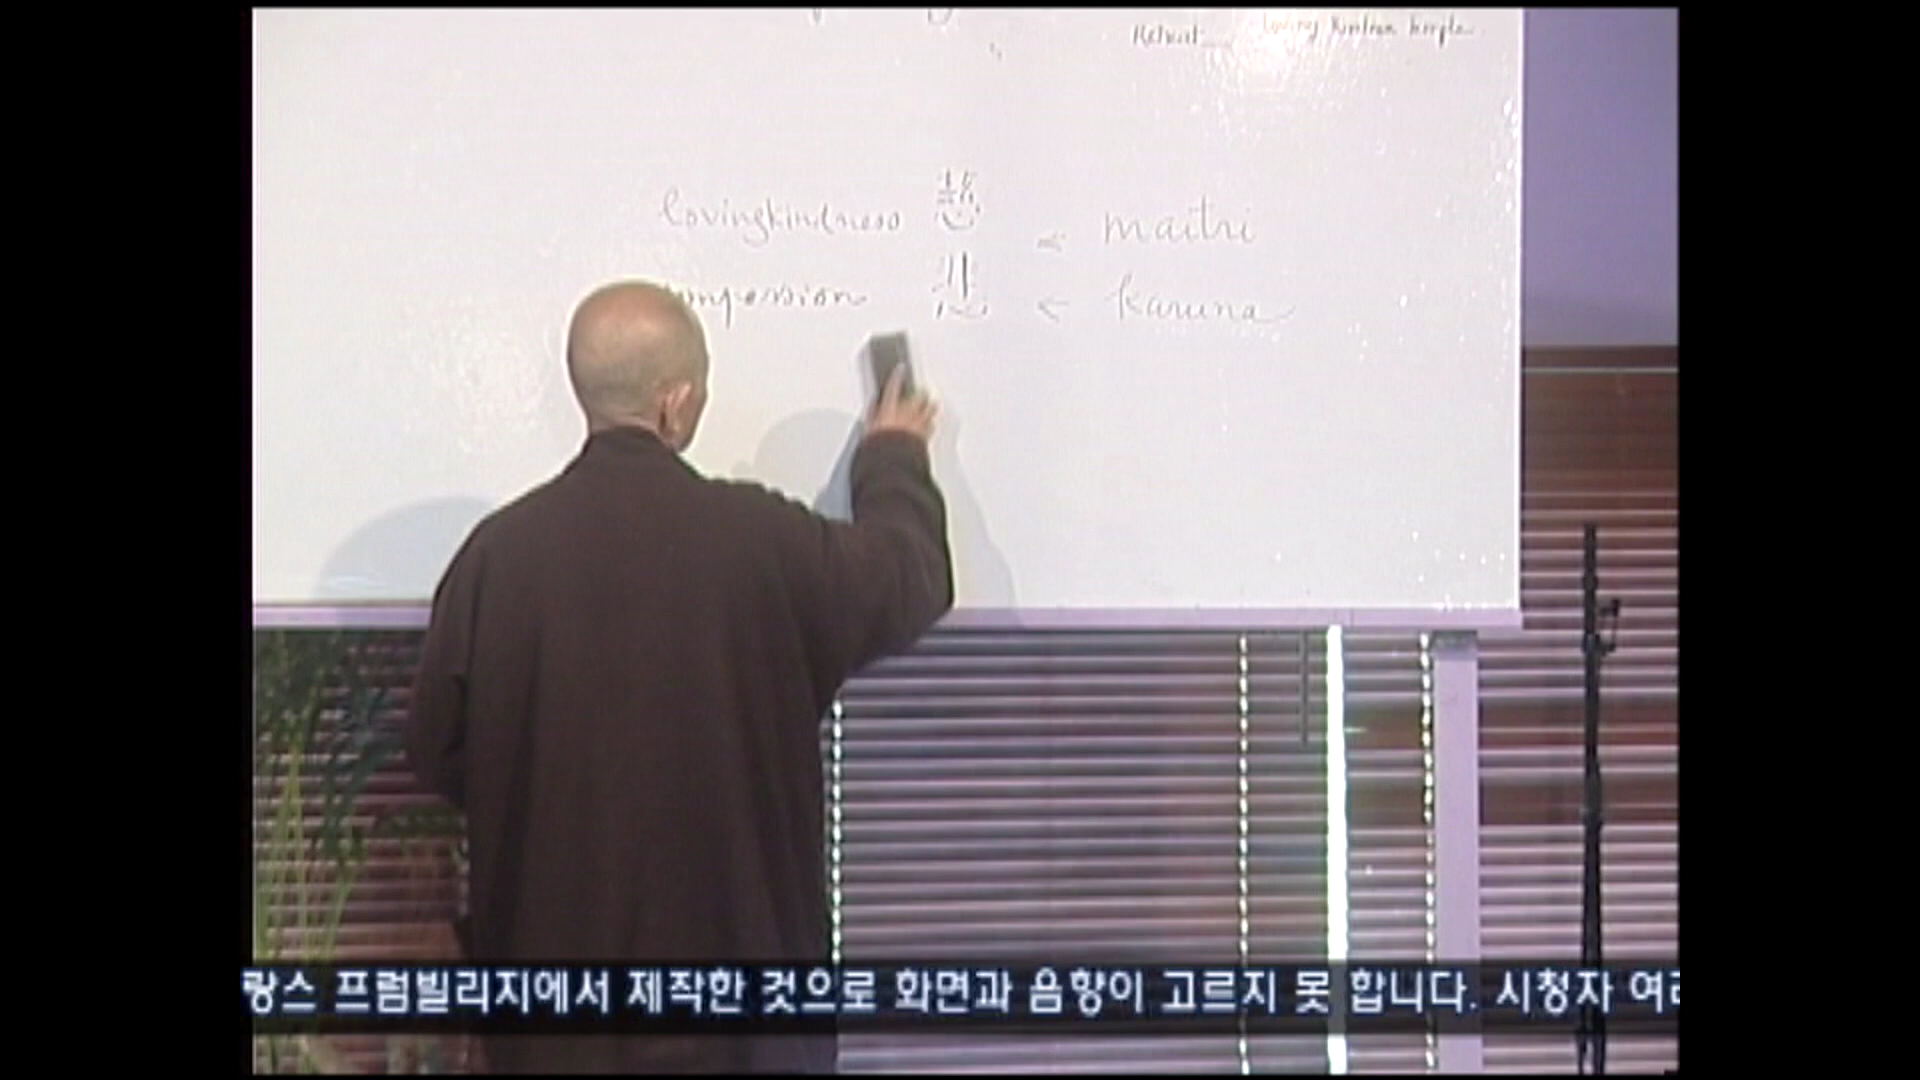 Retreat
lovingkindness 慈 < maitri
compassion 悲 < karuna
랑스 프럼빌리지에서 제작한 것으로 화면과 음향이 고르지 못 합니다. 시청자 여러